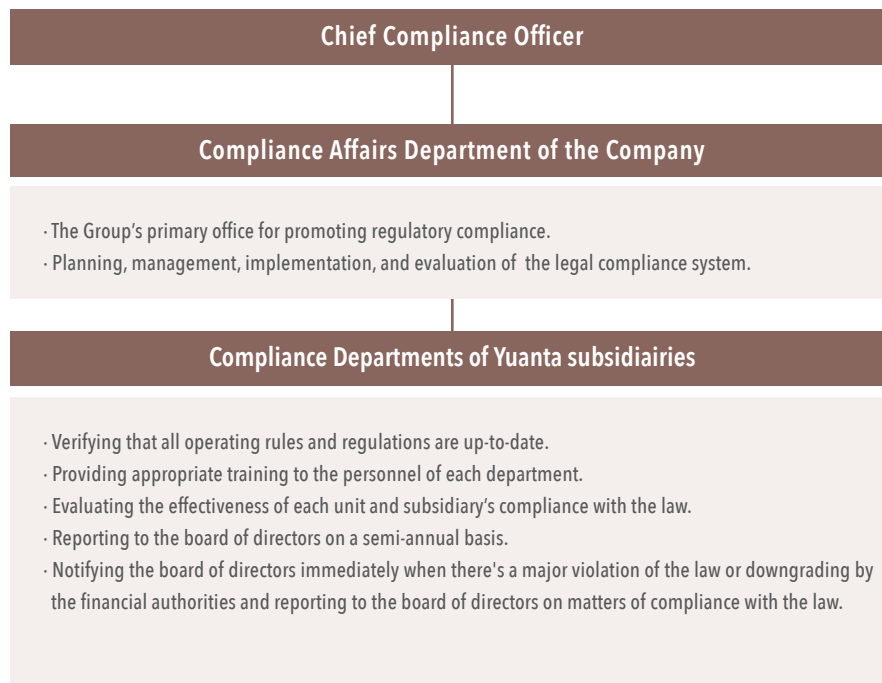 Chief Compliance Officer
Compliance Affairs Department of the Company
· The Group's primary office for promoting regulatory compliance.
· Planning, management, implementation, and evaluation of the legal compliance system.
Compliance Departments of Yuanta subsidiairies
· Verifying that all operating rules and regulations are up-to-date.
· Providing appropriate training to the personnel of each department.
· Evaluating the effectiveness of each unit and subsidiary's compliance with the law.
· Reporting to the board of directors on a semi-annual basis.
· Notifying the board of directors immediately when there's a major violation of the law or downgrading by
the financial authorities and reporting to the board of directors on matters of compliance with the law.